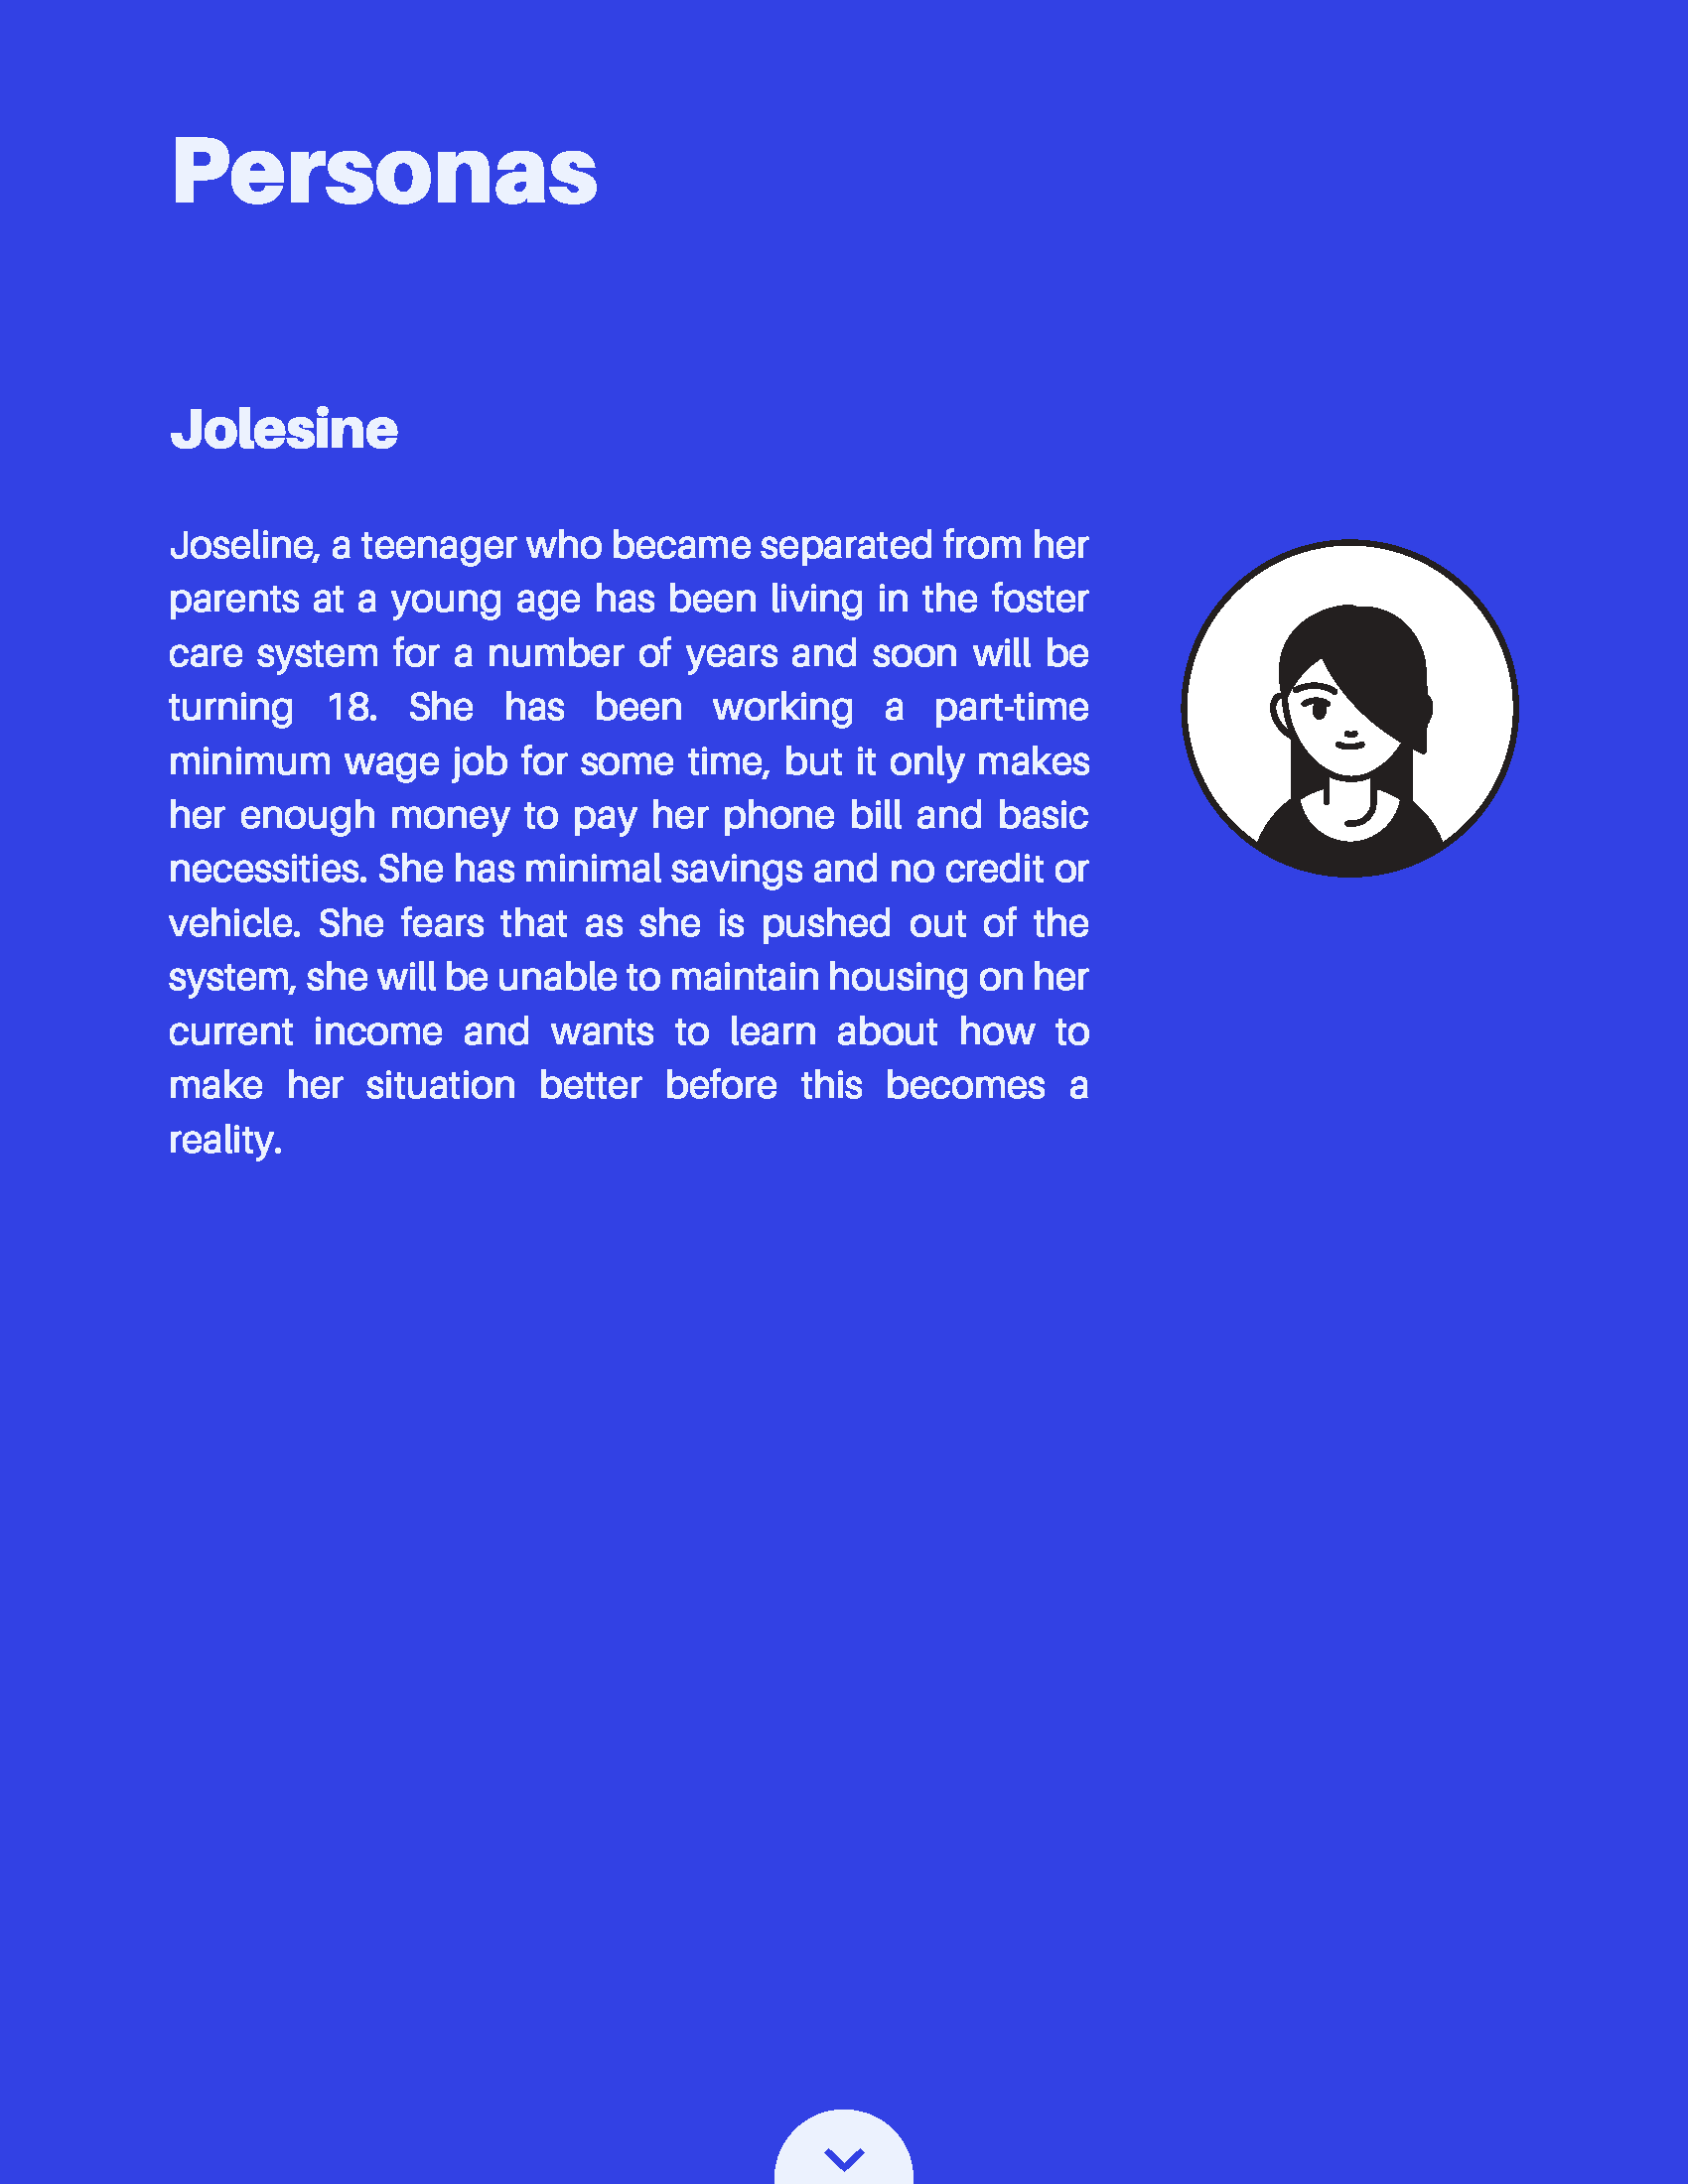 Personas
Jolesine
Joseline, a teenager who became separated from her
parents at a young age has been living in the foster
care system for a number of years and soon will be
turning 18. She has been working a part-time
minimum wage job for some time, but it only makes
her enough money to pay her phone bill and basic
necessities. She has minimal savings and no credit or
vehicle. She fears that as she is pushed out of the
system, she will be unable to maintain housing on her
current income and wants to learn about how to
make her situation better before this becomes a
reality.